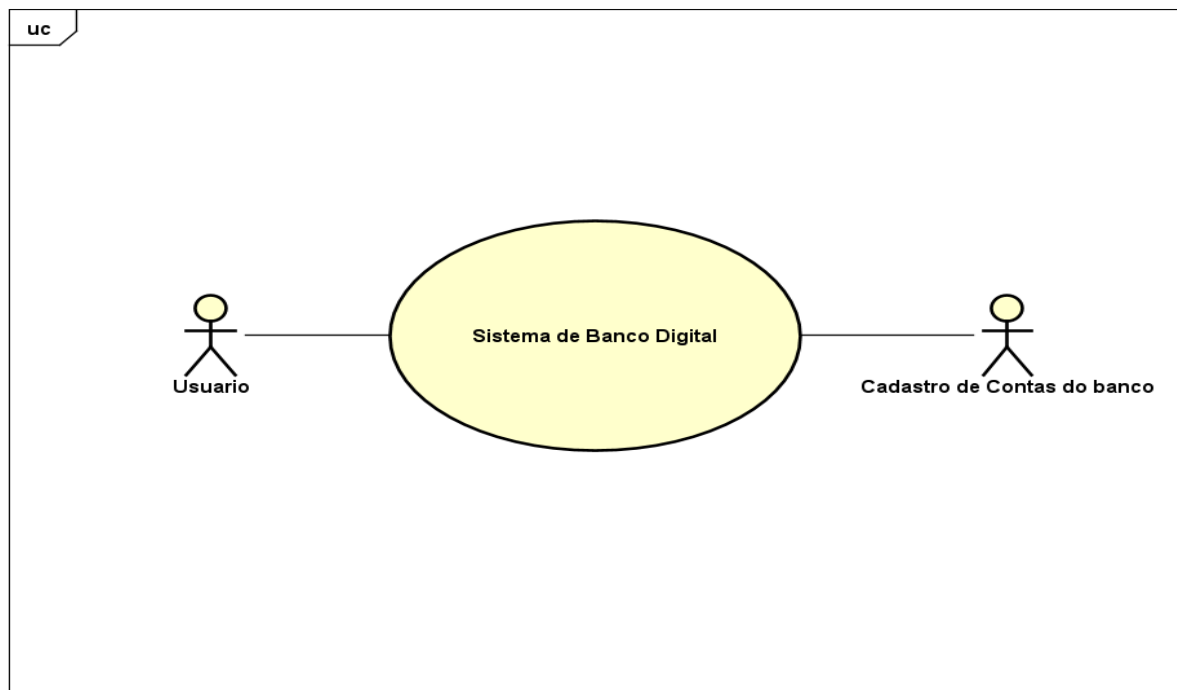 uc
Sistema de Banco Digital
Usuario
Cadastro de Contas do banco